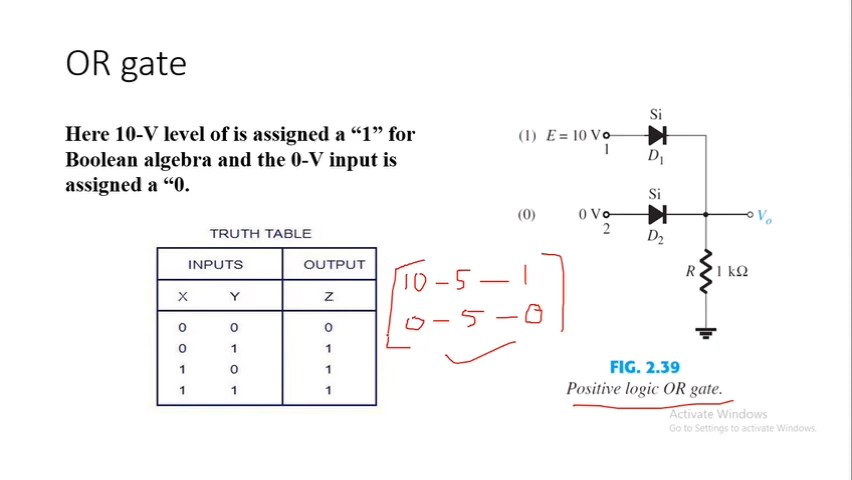 OR gate
Here 10-V level of is assigned a “1” for
Boolean algebra and the 0-V input is
assigned a “0.
TRUTH TABLE
INPUTS OUTPUT
X Y Z
0 0 0
0 1 1
1 0 1
1 1 1
10 - 5 - 1
0 - 5 - 0
Si
(1) E = 10 V
1
D1
Si
(0) 0 V
2
D2
Vo
R 1 kΩ
FIG. 2.39
Positive logic OR gate.
Activate Windows
Go to Settings to activate Windows.